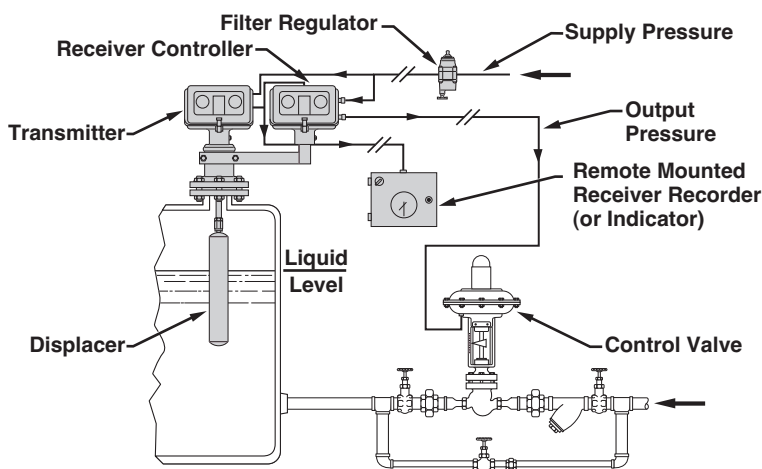 Filter Regulator
Receiver Controller
Supply Pressure
Transmitter
Output
Pressure
Remote Mounted
Receiver Recorder
(or Indicator)
Liquid
Level
Displacer
Control Valve